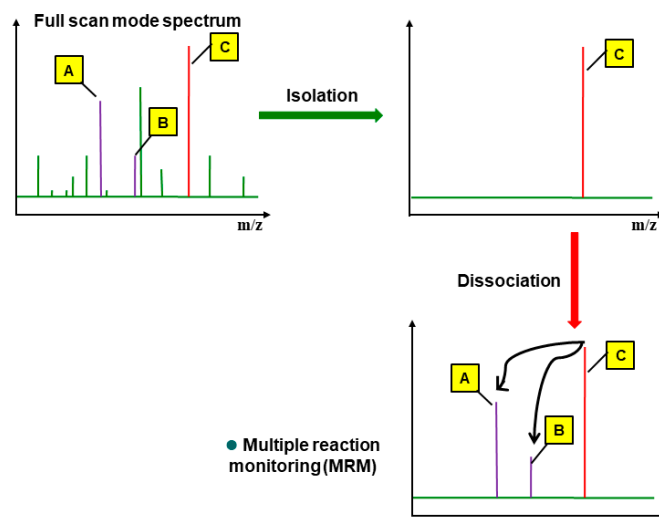 Full scan mode spectrum
C
A
B
Isolation
C
m/z
m/z
Dissociation
C
A
B
● Multiple reaction
monitoring (MRM)